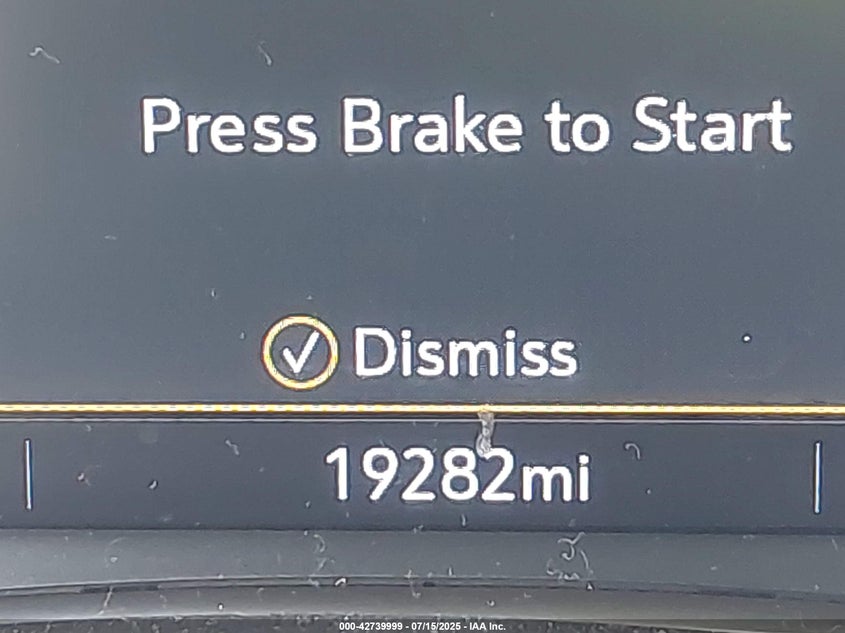 Press Brake to Start
Dismiss
19282mi
000-42739999 - 07/15/2025 - IAA Inc.